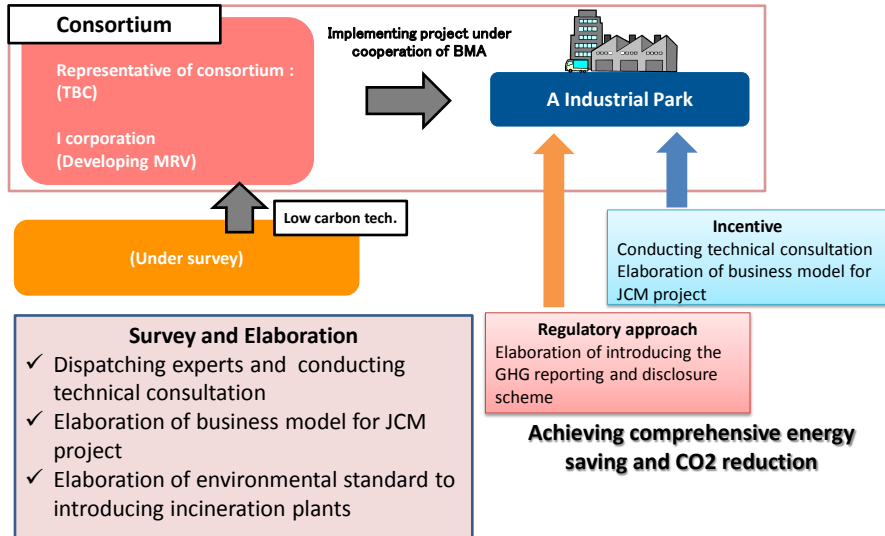 Consortium
Representative of consortium :
(TBC)
I corporation
(Developing MRV)
Implementing project under
cooperation of BMA
A Industrial Park
Low carbon tech.
(Under survey)
Incentive
Conducting technical consultation
Elaboration of business model for
JCM project
Regulatory approach
Elaboration of introducing the
GHG reporting and disclosure
scheme
Survey and Elaboration
✓ Dispatching experts and conducting
technical consultation
✓ Elaboration of business model for JCM
project
✓ Elaboration of environmental standard to
introducing incineration plants
Achieving comprehensive energy
saving and CO2 reduction